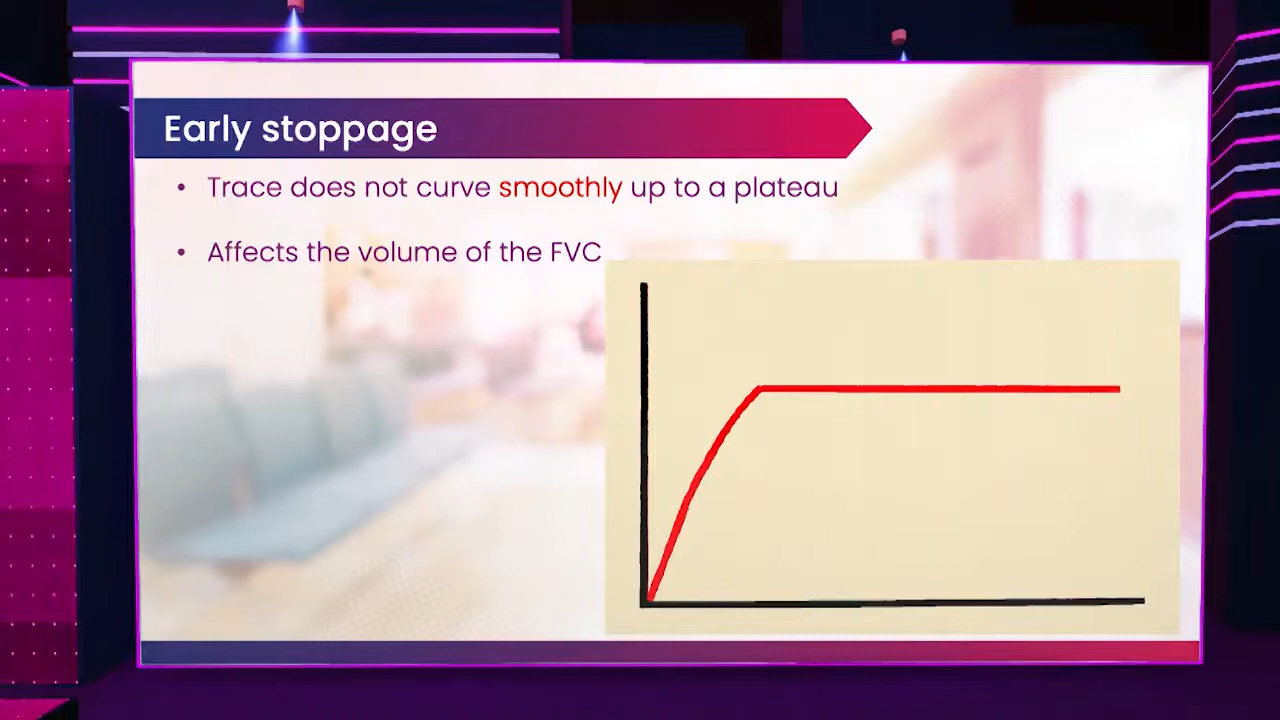 Early stoppage
• Trace does not curve smoothly up to a plateau
• Affects the volume of the FVC